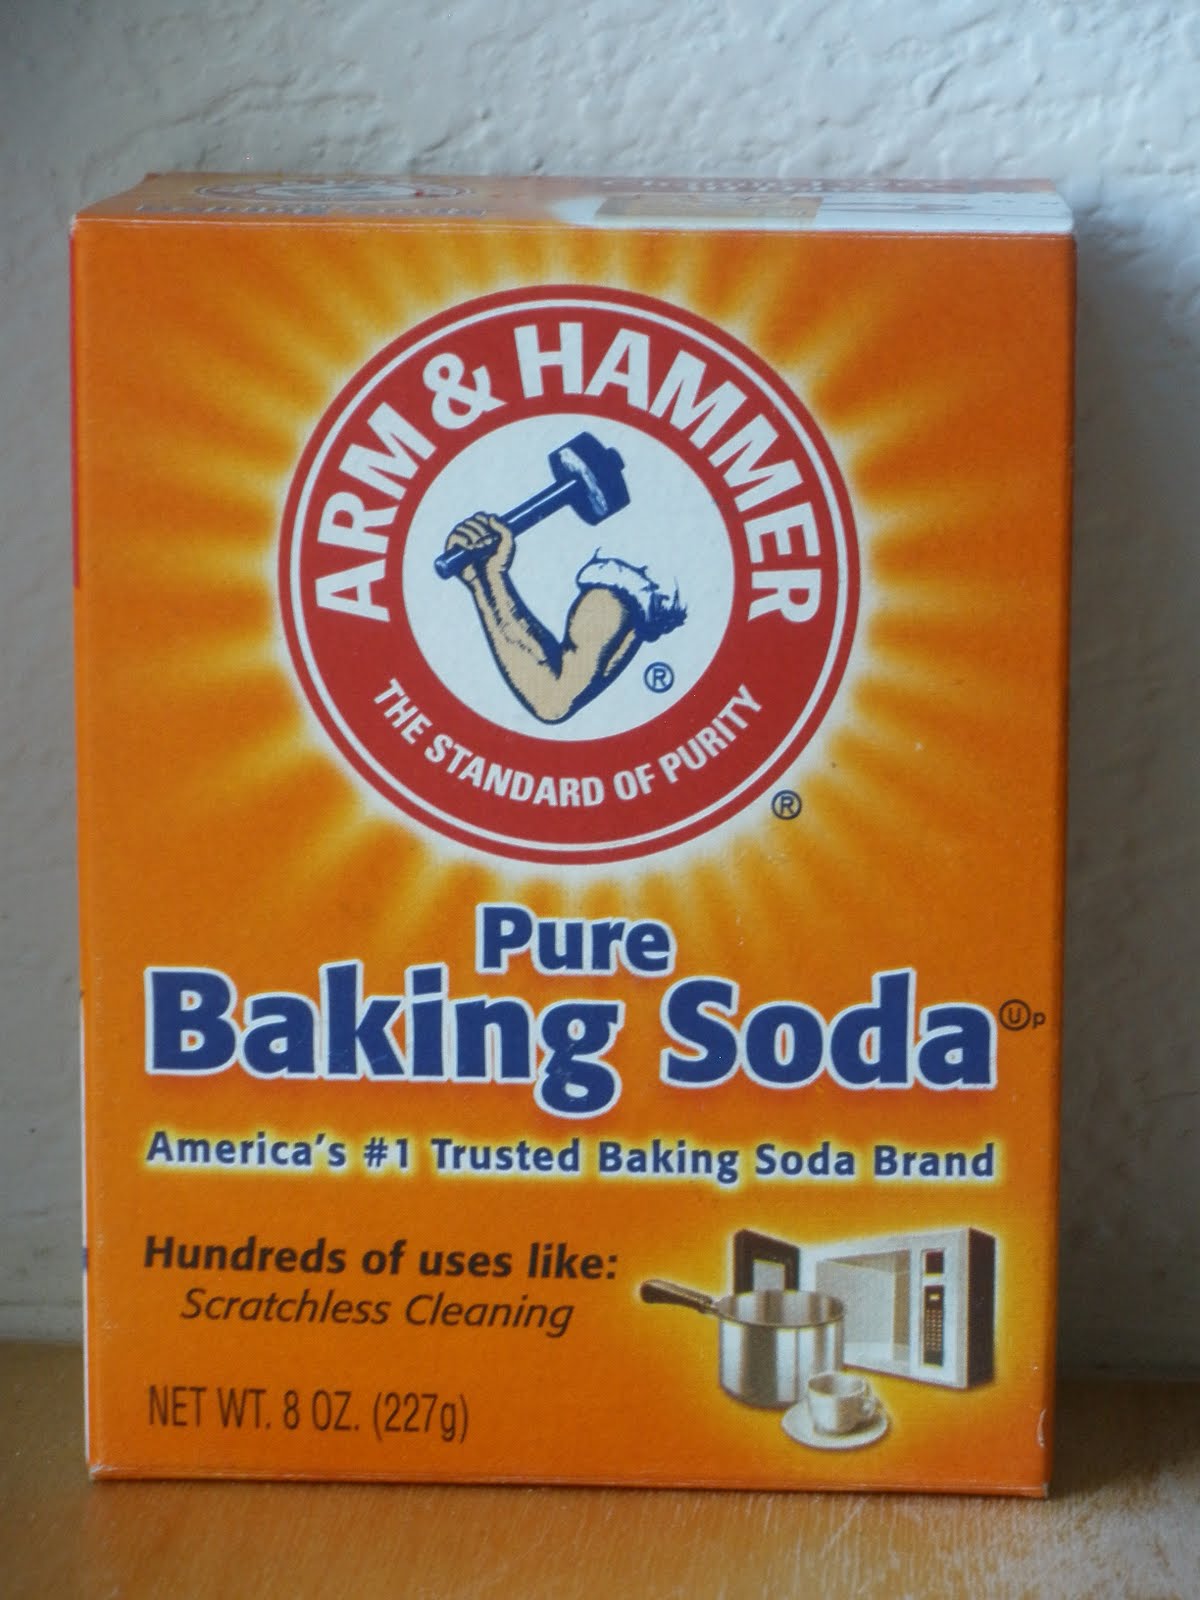 ARM & HAMMER
®
THE STANDARD OF PURITY
®
Pure
Baking Soda Ⓤp
America's #1 Trusted Baking Soda Brand
Hundreds of uses like:
Scratchless Cleaning
NET WT. 8 OZ. (227g)